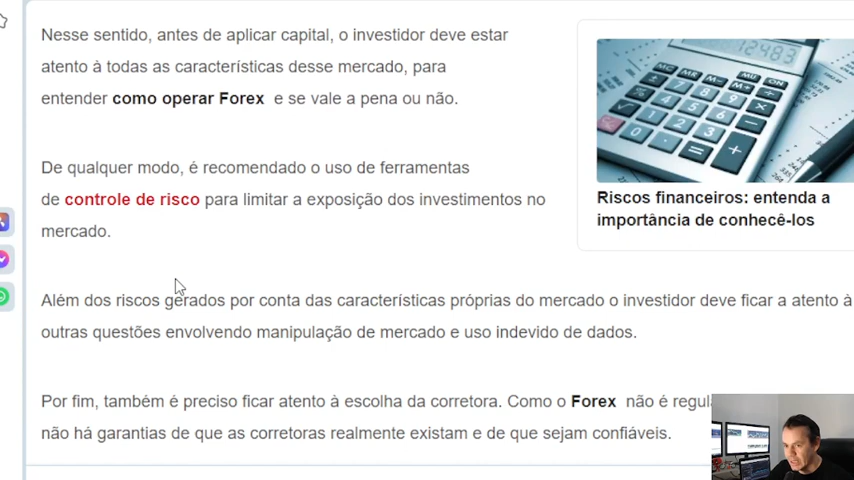 Nesse sentido, antes de aplicar capital, o investidor deve estar
atento à todas as características desse mercado, para
entender como operar Forex e se vale a pena ou não.
De qualquer modo, é recomendado o uso de ferramentas
de controle de risco para limitar a exposição dos investimentos no
mercado.
Riscos financeiros: entenda a
importância de conhecê-los
Além dos riscos gerados por conta das características próprias do mercado o investidor deve ficar a atento à
outras questões envolvendo manipulação de mercado e uso indevido de dados.
Por fim, também é preciso ficar atento à escolha da corretora. Como o Forex não é regul
não há garantias de que as corretoras realmente existam e de que sejam confiáveis.